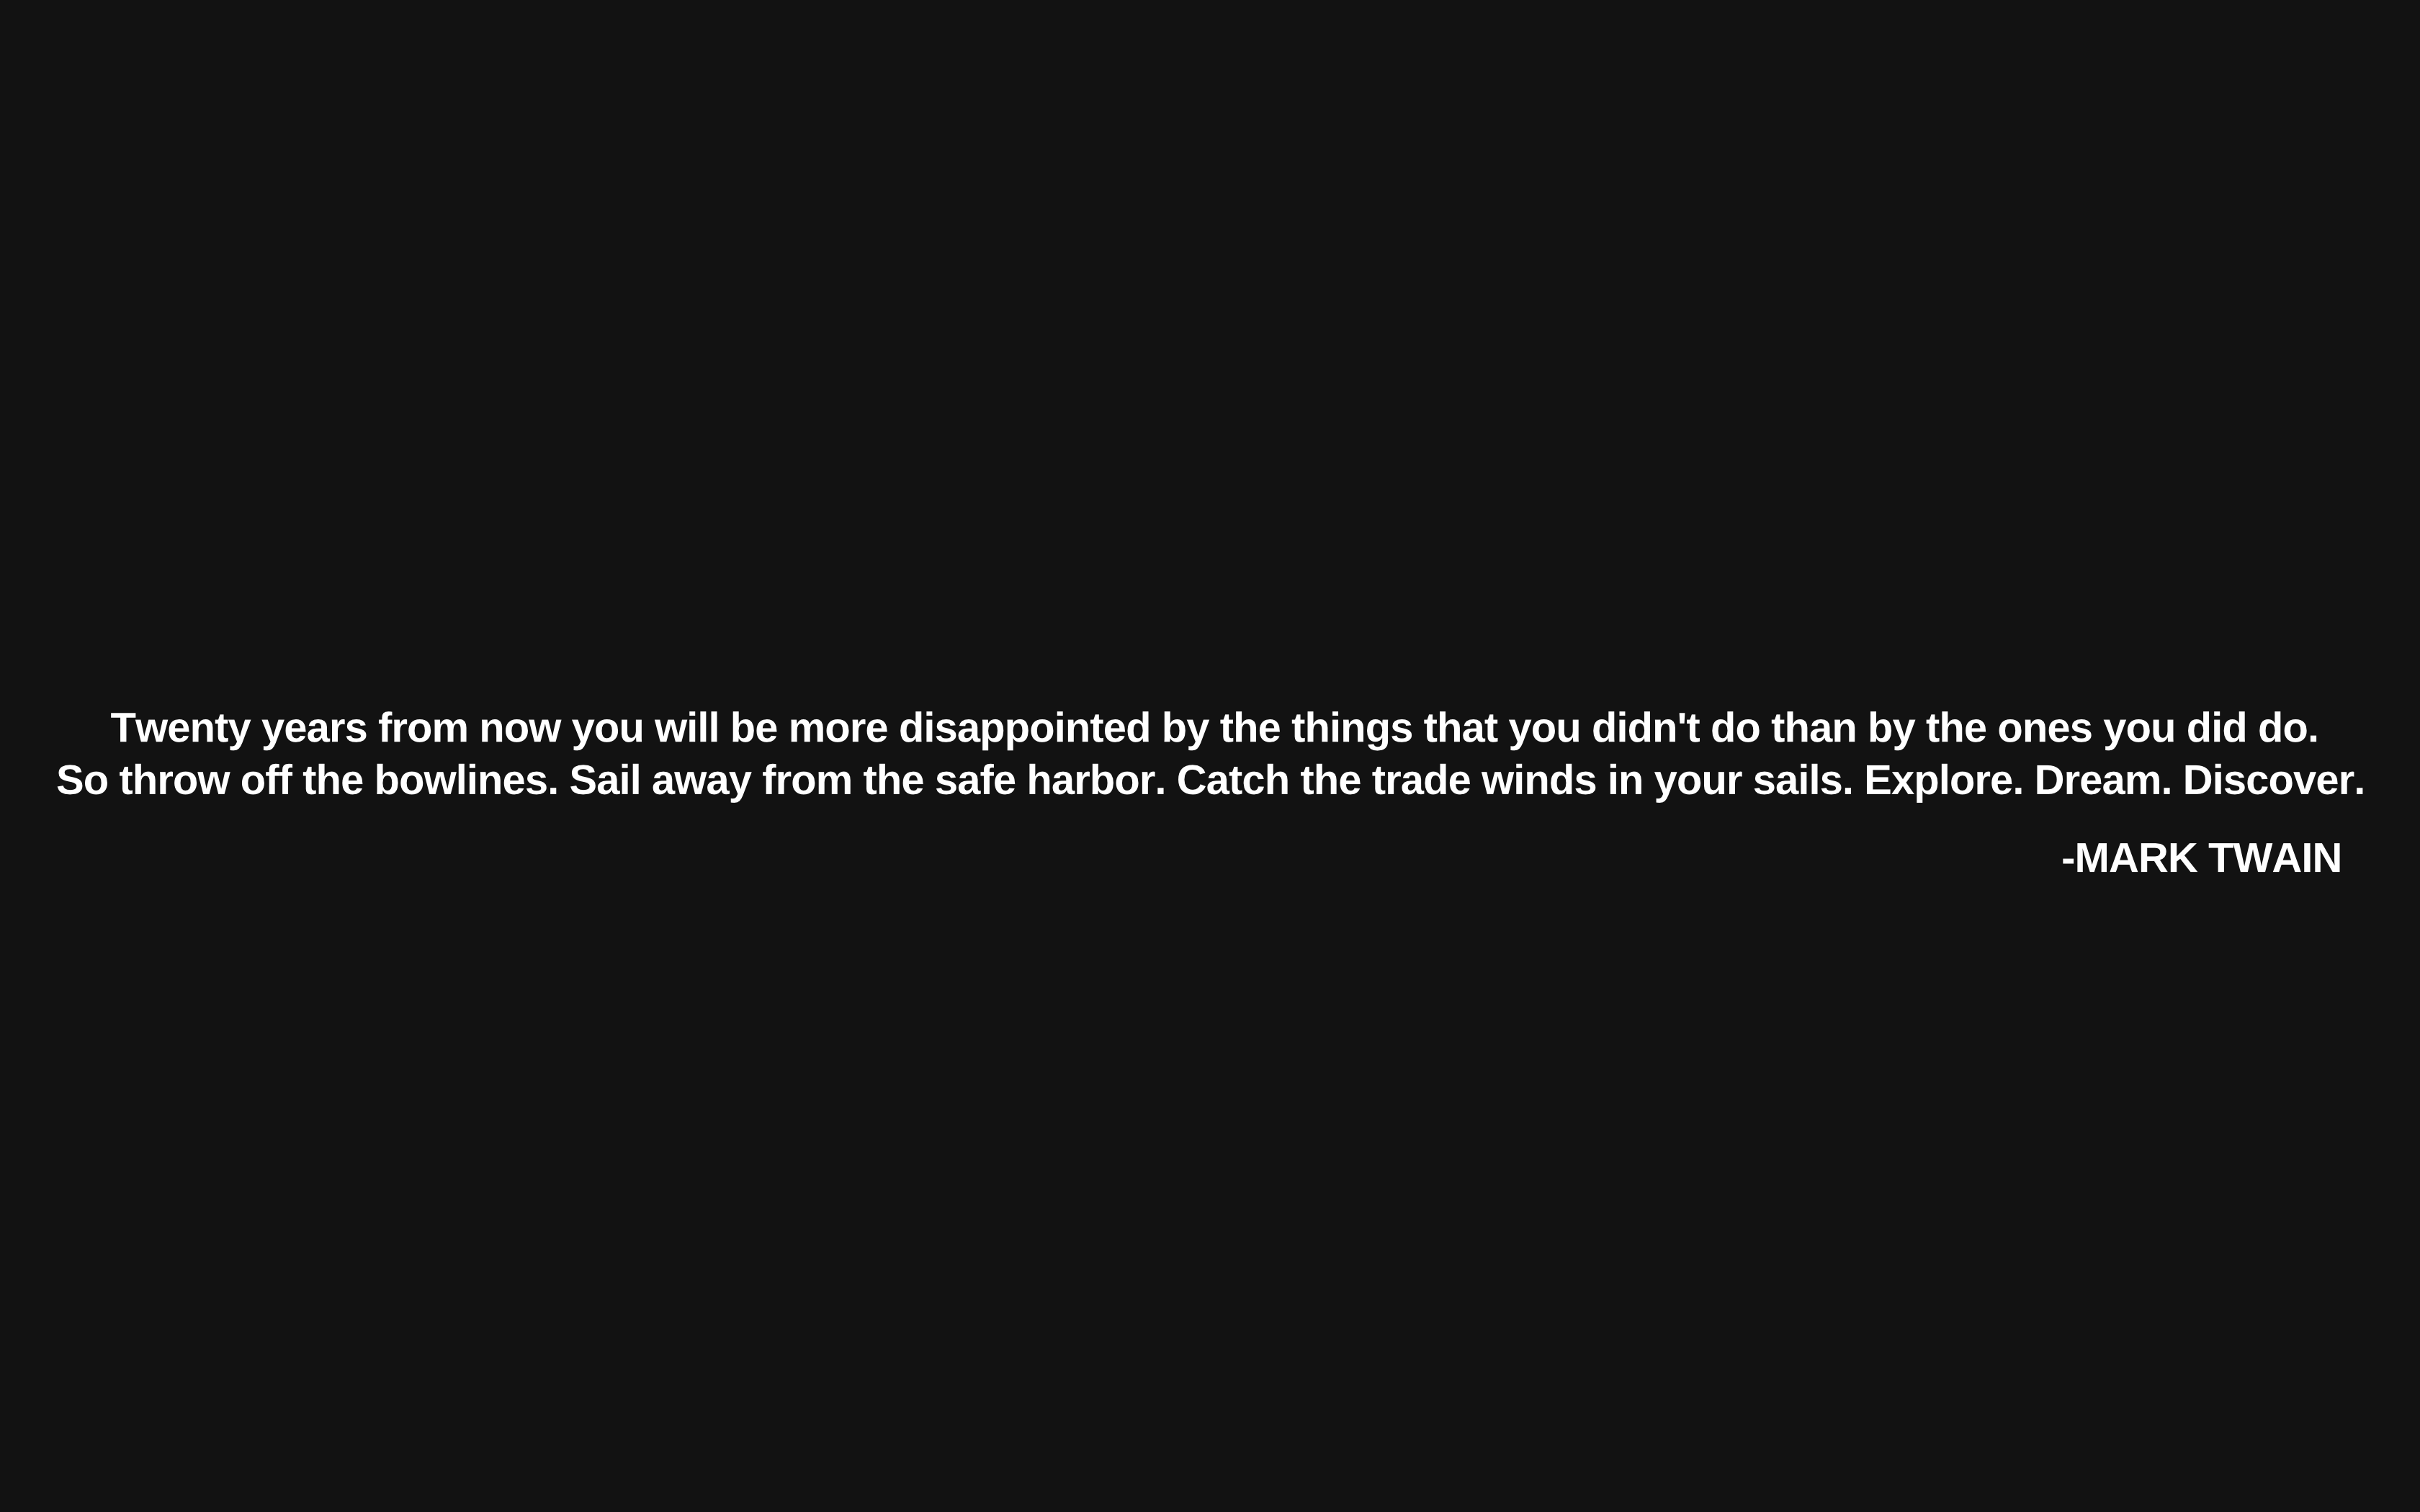 Twenty years from now you will be more disappointed by the things that you didn't do than by the ones you did do.
So throw off the bowlines. Sail away from the safe harbor. Catch the trade winds in your sails. Explore. Dream. Discover.
-MARK TWAIN